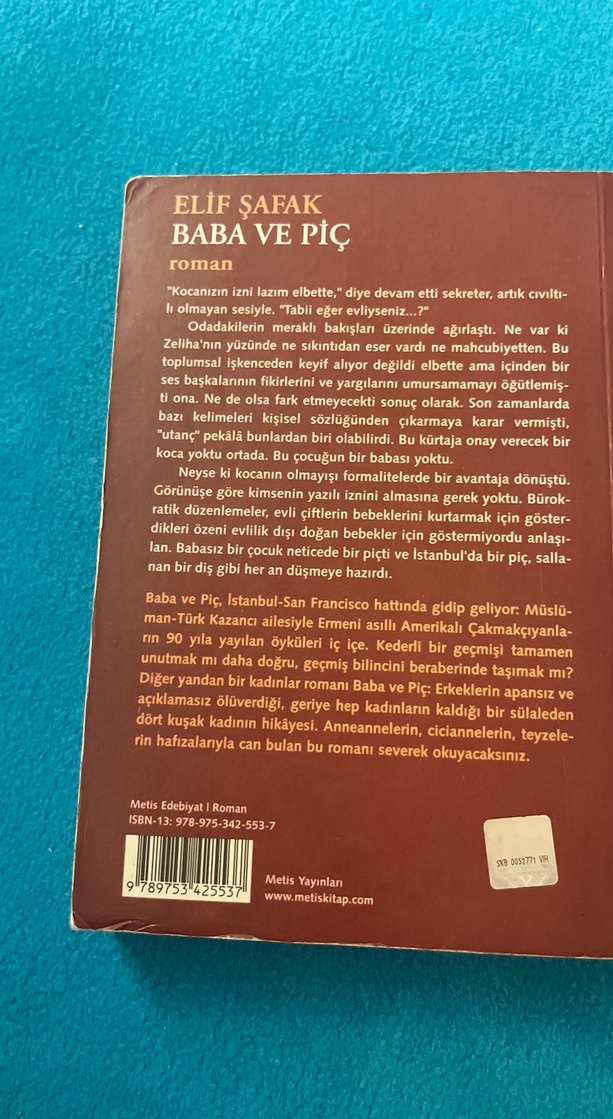 ELİF ŞAFAK
BABA VE PİÇ
roman
"Kocanızın izni lazım elbette," diye devam etti sekreter, artık cıvıltı-
lı olmayan sesiyle. "Tabii eğer evliyseniz...?"
Odadakilerin meraklı bakışları üzerinde ağırlaştı. Ne var ki
Zeliha'nın yüzünde ne sıkıntıdan eser vardı ne mahcubiyetten. Bu
toplumsal işkenceden keyif alıyor değildi elbette ama içinden bir
ses başkalarının fikirlerini ve yargılarını umursamamayı öğütlemiş-
ti ona. Ne de olsa fark etmeyecekti sonuç olarak. Son zamanlarda
bazı kelimeleri kişisel sözlüğünden çıkarmaya karar vermişti,
"utanç" pekâlâ bunlardan biri olabilirdi. Bu kürtaja onay verecek bir
koca yoktu ortada. Bu çocuğun bir babası yoktu.
Neyse ki kocanın olmayışı formalitelerde bir avantaja dönüştü.
Görünüşe göre kimsenin yazılı iznini almasına gerek yoktu. Bürok-
ratik düzenlemeler, evli çiftlerin bebeklerini kurtarmak için göster-
dikleri özeni evlilik dışı doğan bebekler için göstermiyordu anlaşı-
lan. Babasız bir çocuk neticede bir piçti ve İstanbul'da bir piç, salla-
nan bir diş gibi her an düşmeye hazırdı.
Baba ve Piç, İstanbul-San Francisco hattında gidip geliyor: Müslü-
man-Türk Kazancı ailesiyle Ermeni asıllı Amerikalı Çakmakçıyanla-
rın 90 yıla yayılan öyküleri iç içe. Kederli bir geçmişi tamamen
unutmak mı daha doğru, geçmiş bilincini beraberinde taşımak mı?
Diğer yandan bir kadınlar romanı Baba ve Piç: Erkeklerin apansız ve
açıklamasız ölüverdiği, geriye hep kadınların kaldığı bir sülaleden
dört kuşak kadının hikâyesi. Anneannelerin, ciciannelerin, teyzele-
rin hafızalarıyla can bulan bu romanı severek okuyacaksınız.
Metis Edebiyat | Roman
ISBN-13: 978-975-342-553-7
9 789753 425537
Metis Yayınları
www.metiskitap.com
SKB 0052771 VIH